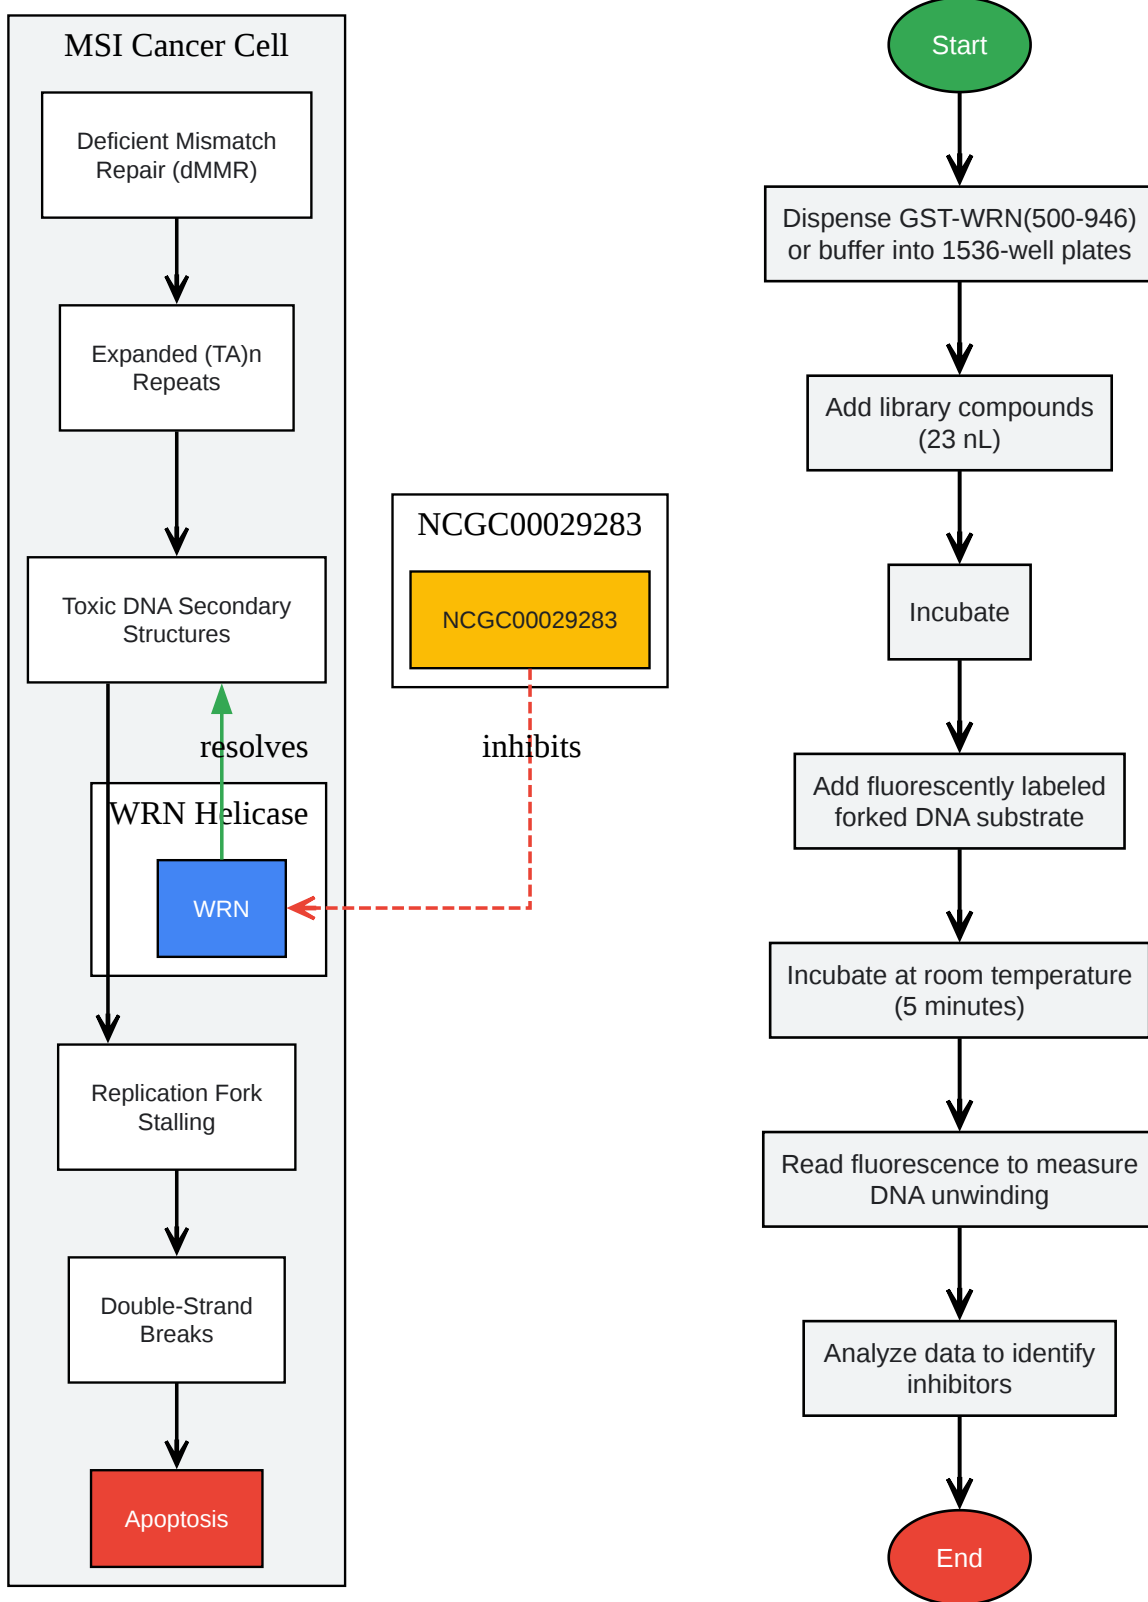 MSI Cancer Cell
Deficient Mismatch
Repair (dMMR)
Expanded (TA)n
Repeats
Toxic DNA Secondary
Structures
resolves
WRN Helicase
WRN
Replication Fork
Stalling
Double-Strand
Breaks
Apoptosis
NCGC00029283
NCGC00029283
inhibits
Start
Dispense GST-WRN(500-946)
or buffer into 1536-well plates
Add library compounds
(23 nL)
Incubate
Add fluorescently labeled
forked DNA substrate
Incubate at room temperature
(5 minutes)
Read fluorescence to measure
DNA unwinding
Analyze data to identify
inhibitors
End